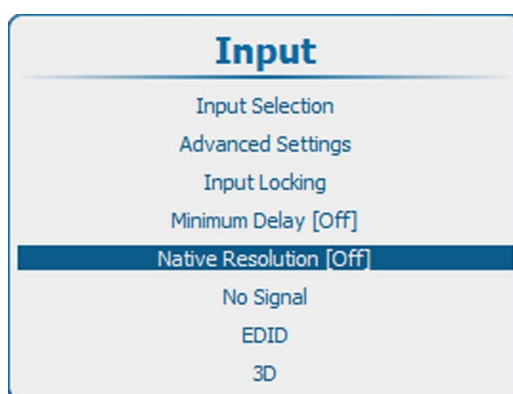 Input
Input Selection
Advanced Settings
Input Locking
Minimum Delay [Off]
Native Resolution [Off]
No Signal
EDID
3D